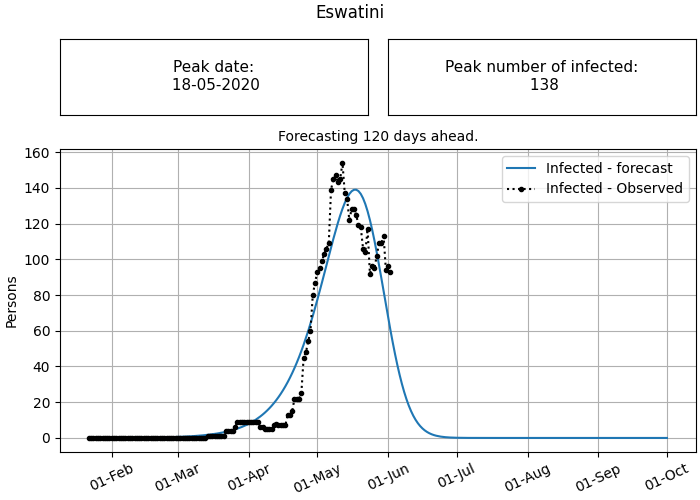 Eswatini
Peak date:
18-05-2020
Peak number of infected:
138
Forecasting 120 days ahead.
Infected - forecast
Infected - Observed
Persons
160
140
120
100
80
60
40
20
0
01-Feb
01-Mar
01-Apr
01-May
01-Jun
01-Jul
01-Aug
01-Sep
01-Oct